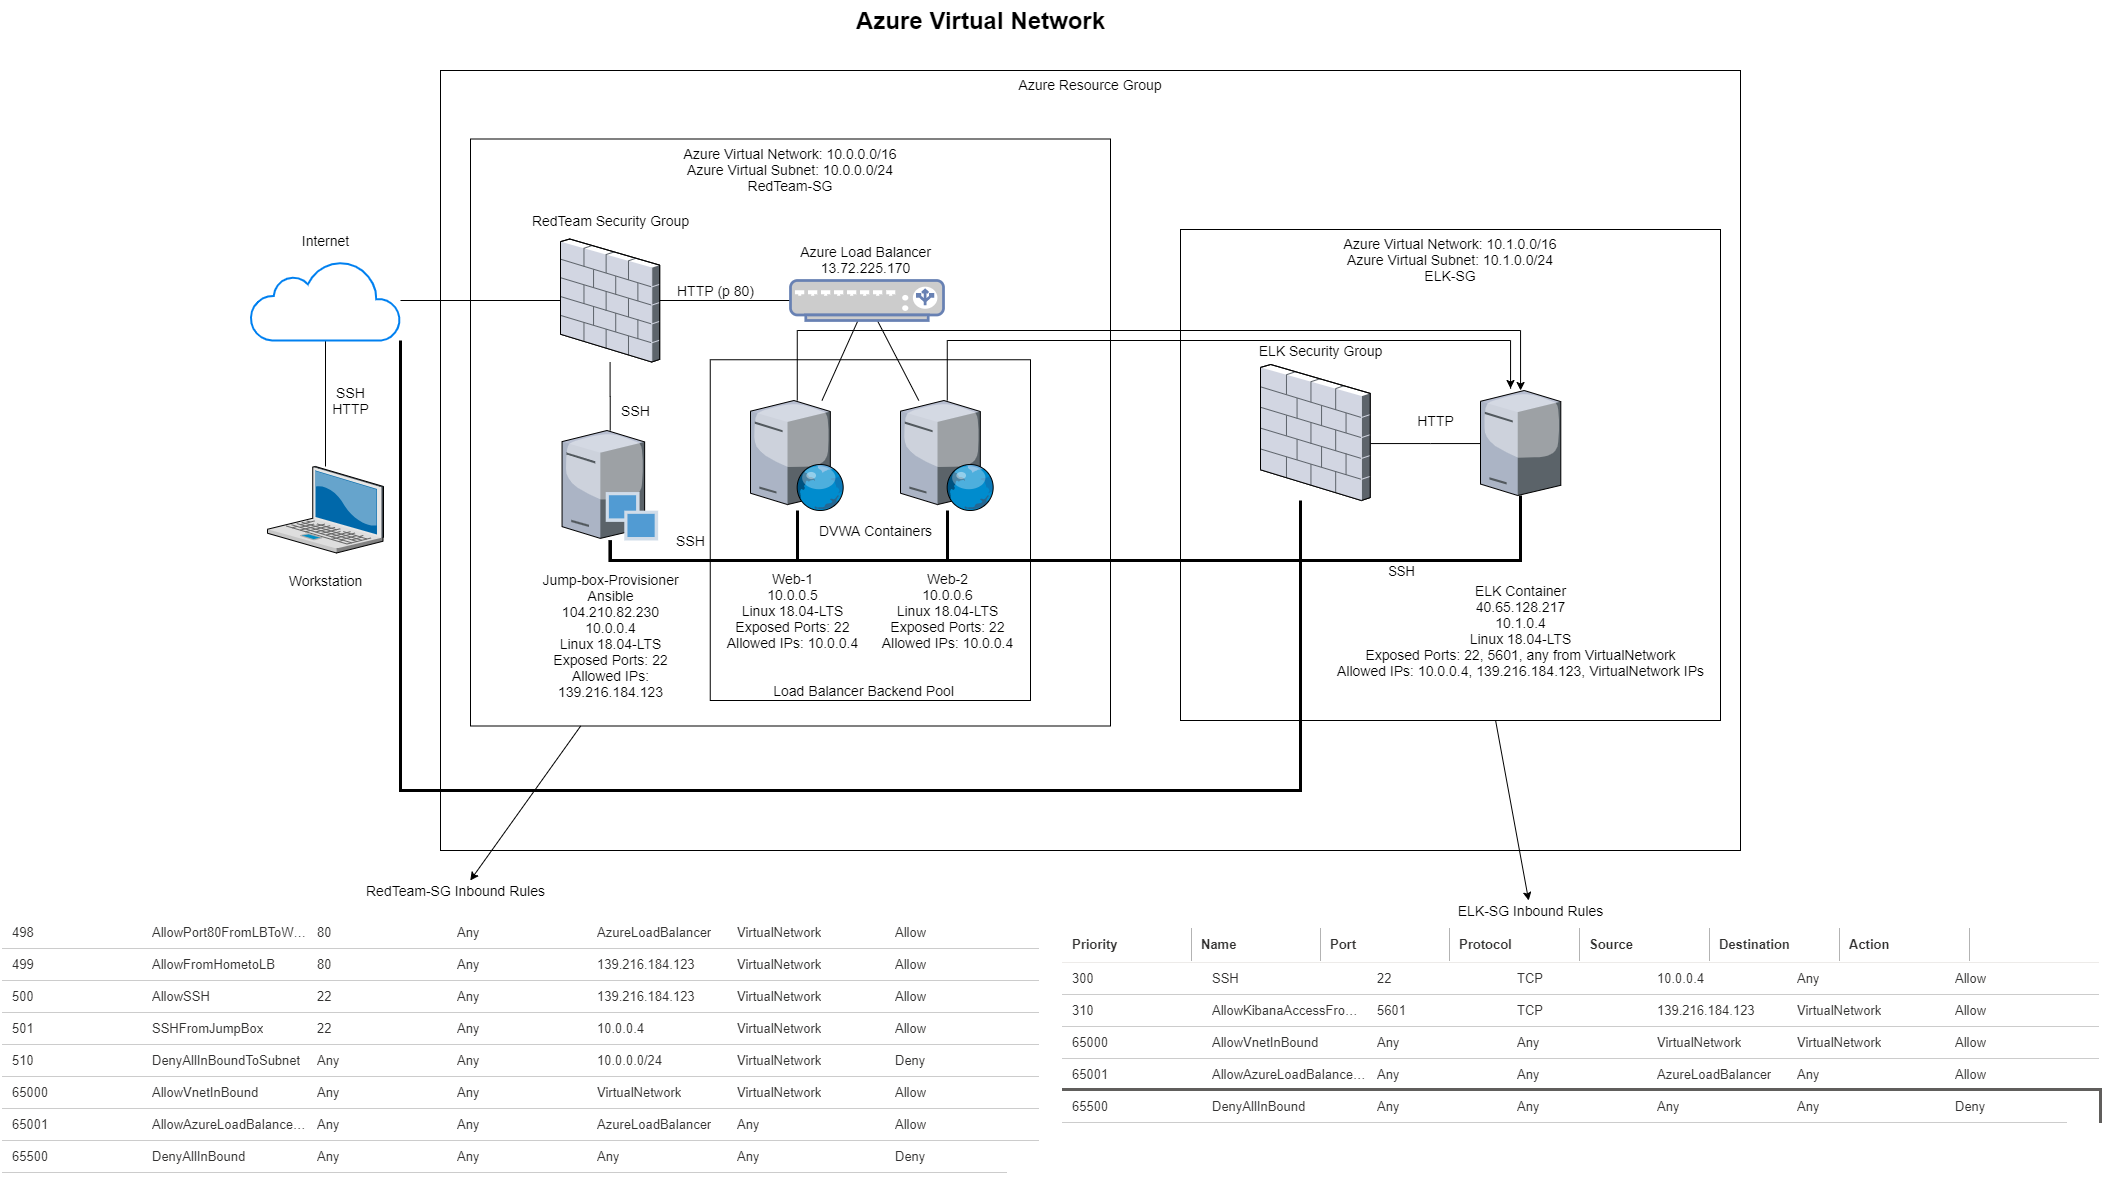 Azure Virtual Network
Azure Resource Group
Azure Virtual Network: 10.0.0.0/16
Azure Virtual Subnet: 10.0.0.0/24
RedTeam-SG
RedTeam Security Group
Internet
Azure Load Balancer
13.72.225.170
HTTP (p 80)
Azure Virtual Network: 10.1.0.0/16
Azure Virtual Subnet: 10.1.0.0/24
ELK-SG
ELK Security Group
SSH
HTTP
SSH
HTTP
SSH
DVWA Containers
SSH
Workstation
Jump-box-Provisioner
Ansible
104.210.82.230
10.0.0.4
Linux 18.04-LTS
Exposed Ports: 22
Allowed IPs:
139.216.184.123
Web-1
10.0.0.5
Linux 18.04-LTS
Exposed Ports: 22
Allowed IPs: 10.0.0.4
Web-2
10.0.0.6
Linux 18.04-LTS
Exposed Ports: 22
Allowed IPs: 10.0.0.4
Load Balancer Backend Pool
ELK Container
40.65.128.217
10.1.0.4
Linux 18.04-LTS
Exposed Ports: 22, 5601, any from VirtualNetwork
Allowed IPs: 10.0.0.4, 139.216.184.123, VirtualNetwork IPs
RedTeam-SG Inbound Rules
498 AllowPort80FromLBToW... 80 Any AzureLoadBalancer VirtualNetwork Allow
499 AllowFromHometoLB 80 Any 139.216.184.123 VirtualNetwork Allow
500 AllowSSH 22 Any 139.216.184.123 VirtualNetwork Allow
501 SSHFromJumpBox 22 Any 10.0.0.4 VirtualNetwork Allow
510 DenyAllInBoundToSubnet Any Any 10.0.0.0/24 VirtualNetwork Deny
65000 AllowVnetInBound Any Any VirtualNetwork VirtualNetwork Allow
65001 AllowAzureLoadBalance... Any Any AzureLoadBalancer Any Allow
65500 DenyAllInBound Any Any Any Any Deny
ELK-SG Inbound Rules
Priority Name Port Protocol Source Destination Action
300 SSH 22 TCP 10.0.0.4 Any Allow
310 AllowKibanaAccessFro... 5601 TCP 139.216.184.123 VirtualNetwork Allow
65000 AllowVnetInBound Any Any VirtualNetwork VirtualNetwork Allow
65001 AllowAzureLoadBalance... Any Any AzureLoadBalancer Any Allow
65500 DenyAllInBound Any Any Any Any Deny